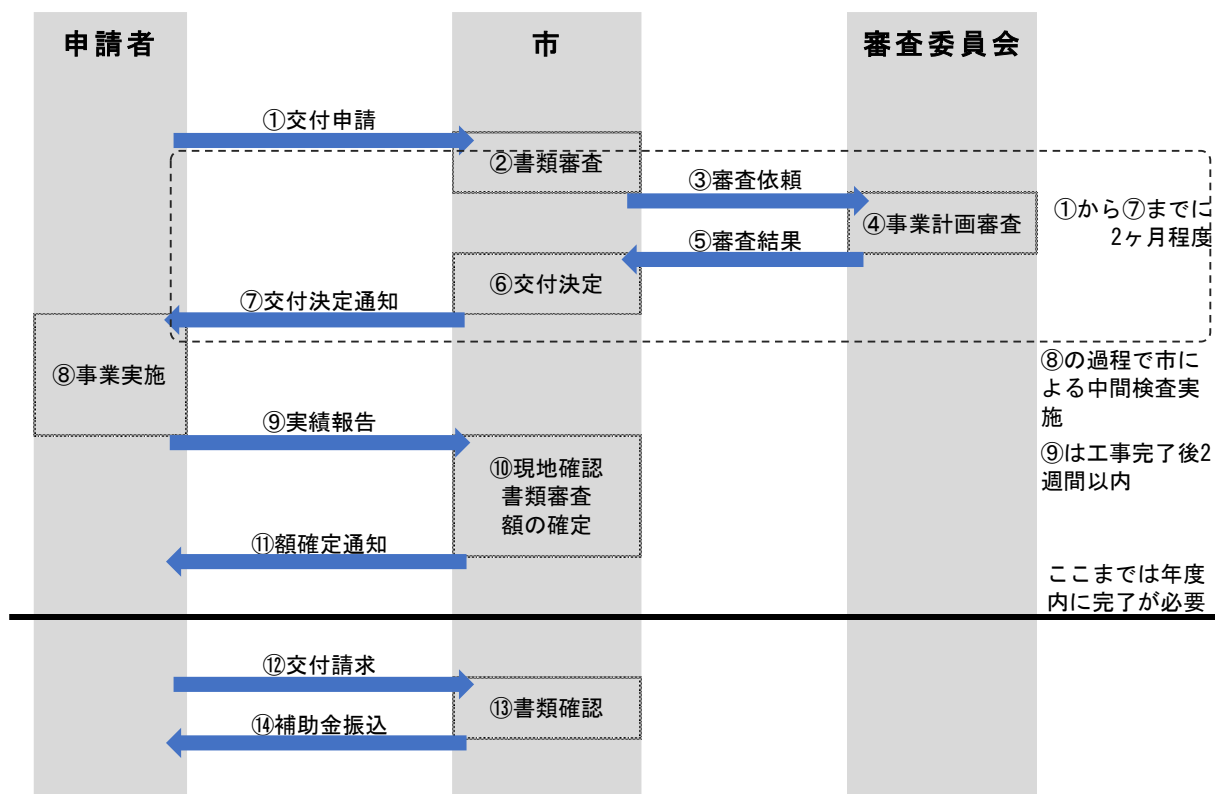 申請者
市
審査委員会
①交付申請
②書類審査
③審査依頼
④事業計画審査
①から⑦までに
2ヶ月程度
⑤審査結果
⑥交付決定
⑦交付決定通知
⑧事業実施
⑧の過程で市に
よる中間検査実
施
⑨実績報告
⑨は工事完了後2
週間以内
⑩現地確認
書類審査
額の確定
⑪額確定通知
ここまでは年度
内に完了が必要
⑫交付請求
⑬書類確認
⑭補助金振込